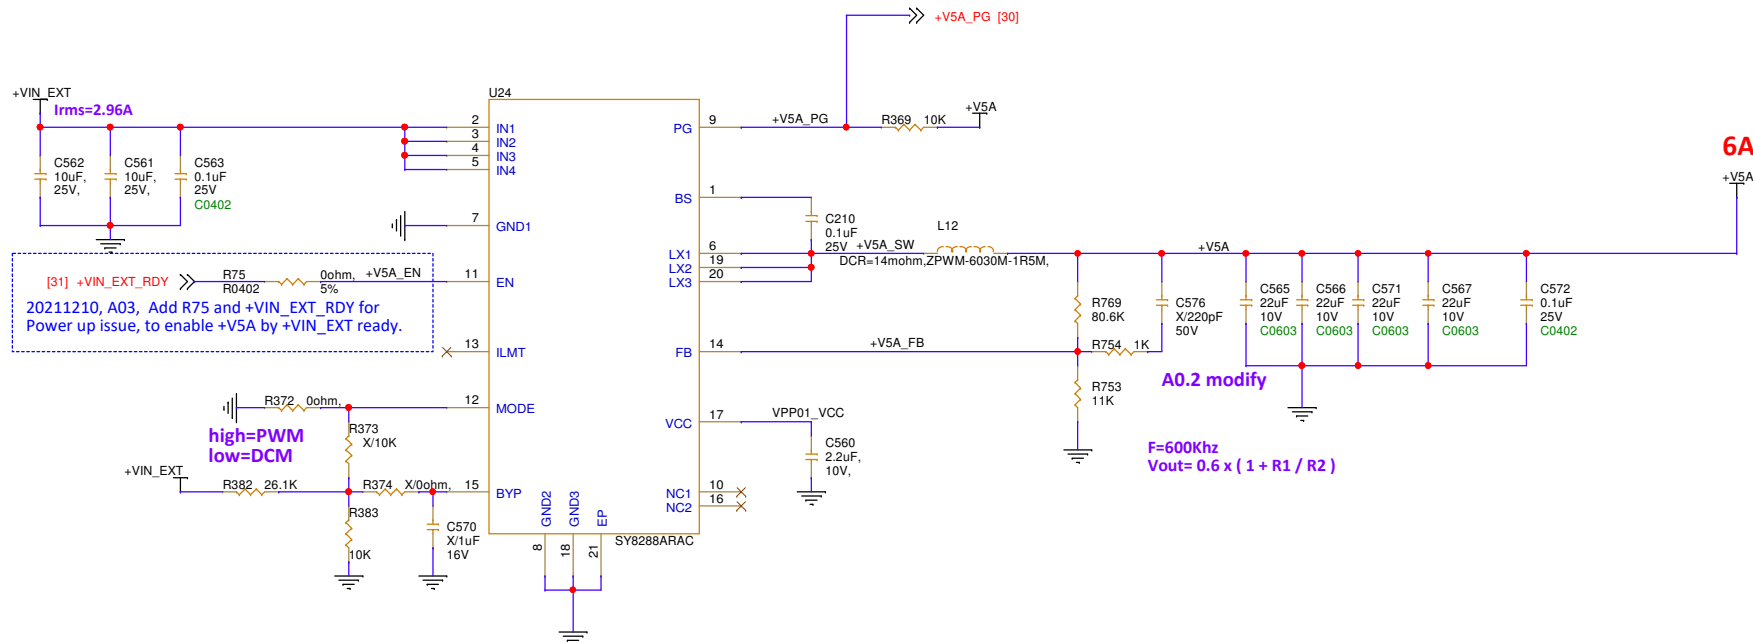 +V5A_PG [30]
+VIN_EXT
Irms=2.96A
C562
10uF,
25V,
C561
10uF,
25V,
C563
0.1uF
25V
C0402
U24
2
3
4
5
IN1
IN2
IN3
IN4
7
GND1
[31] +VIN_EXT_RDY
R75
R0402
0ohm,
5%
+V5A_EN
11
EN
20211210, A03, Add R75 and +VIN_EXT_RDY for
Power up issue, to enable +V5A by +VIN_EXT ready.
13
ILMT
R372 0ohm,
12
MODE
high=PWM
low=DCM
R373
X/10K
+VIN_EXT
R382 26.1K
R374 X/0ohm,
15
BYP
R383
10K
C570
X/1uF
16V
GND2
GND3
EP
8
18
21
SY8288ARAC
PG
9
+V5A_PG
R369 10K
+V5A
BS
1
C210
0.1uF
25V
+V5A_SW
L12
DCR=14mohm,ZPWM-6030M-1R5M,
LX1
LX2
LX3
6
19
20
+V5A
6A
+V5A
R769
80.6K
C576
X/220pF
50V
C565
22uF
10V
C0603
C566
22uF
10V
C0603
C571
22uF
10V
C0603
C567
22uF
10V
C0603
C572
0.1uF
25V
C0402
FB
14
+V5A_FB
R754 1K
A0.2 modify
R753
11K
VCC
17
VPP01_VCC
C560
2.2uF,
10V,
F=600Khz
Vout= 0.6 x ( 1 + R1 / R2 )
NC1
NC2
10
16